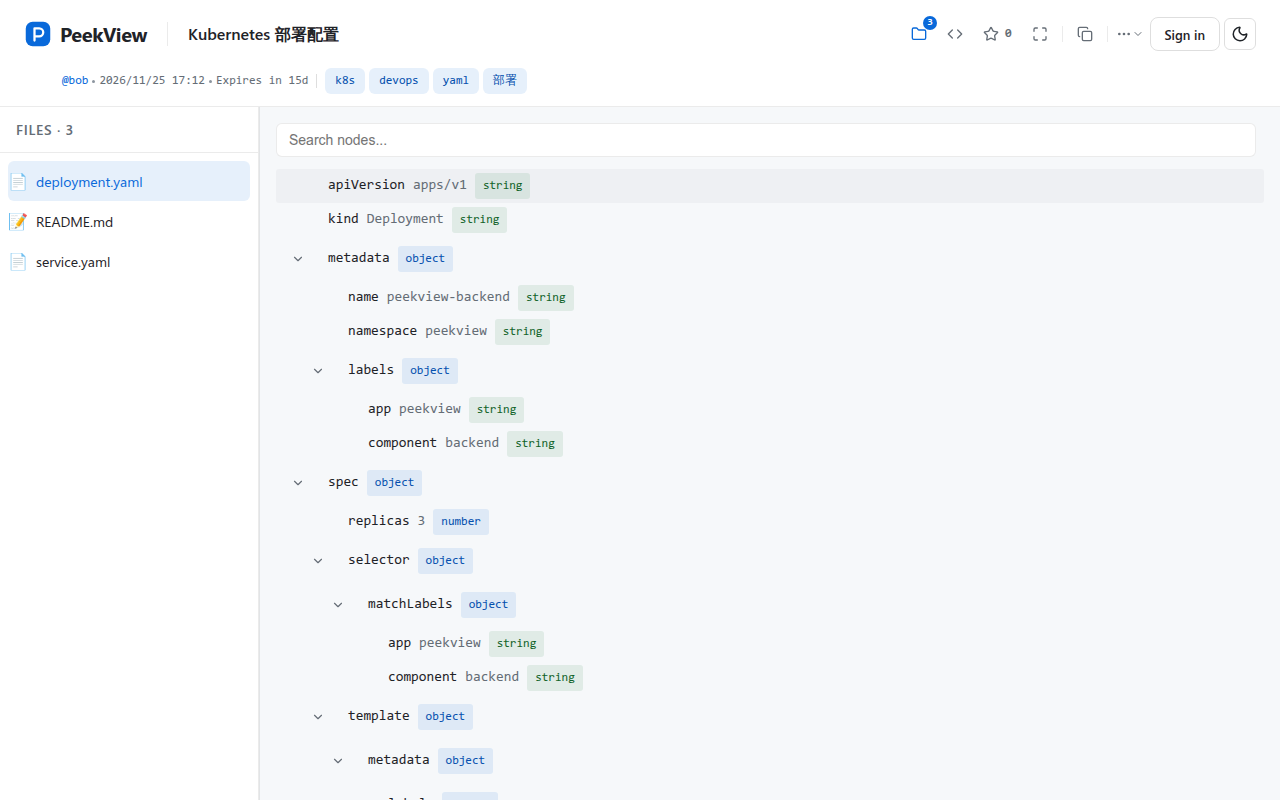 PeekView
Kubernetes 部署配置
3
0
Sign in
@bob • 2026/11/25 17:12 • Expires in 15d
k8s
devops
yaml
部署
FILES · 3
deployment.yaml
README.md
service.yaml
Search nodes...
apiVersion apps/v1 string
kind Deployment string
metadata object
name peekview-backend string
namespace peekview string
labels object
app peekview string
component backend string
spec object
replicas 3 number
selector object
matchLabels object
app peekview string
component backend string
template object
metadata object